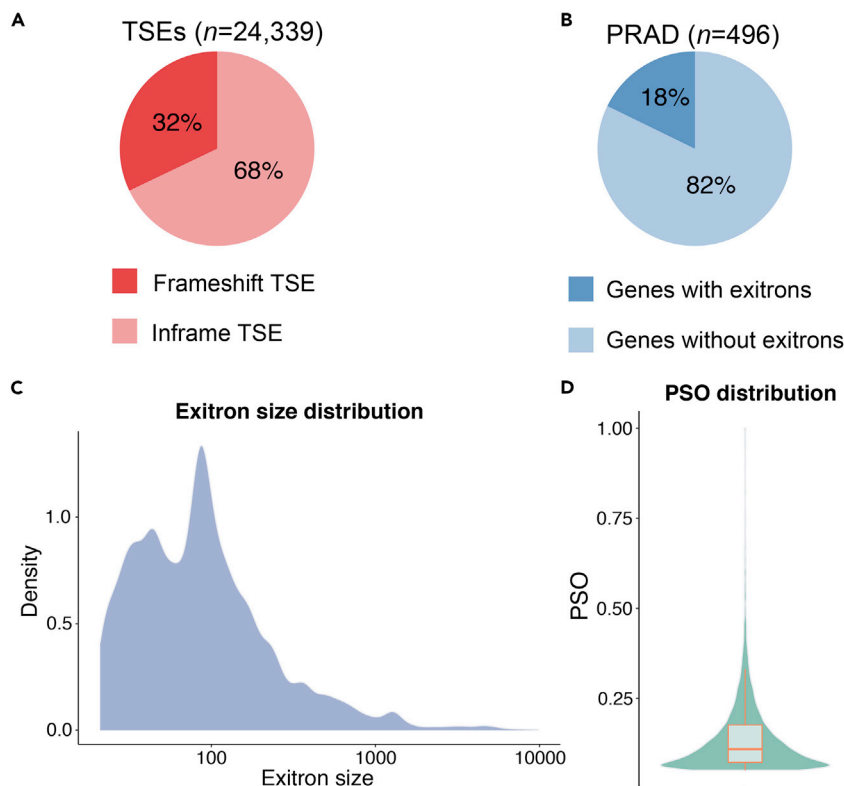 A
TSEs (n=24,339)
32%
68%
Frameshift TSE
Inframe TSE
B
PRAD (n=496)
18%
82%
Genes with exitrons
Genes without exitrons
C
Exitron size distribution
Density
1.0
0.5
0.0
100
1000
10000
Exitron size
D
PSO distribution
PSO
1.00
0.75
0.50
0.25